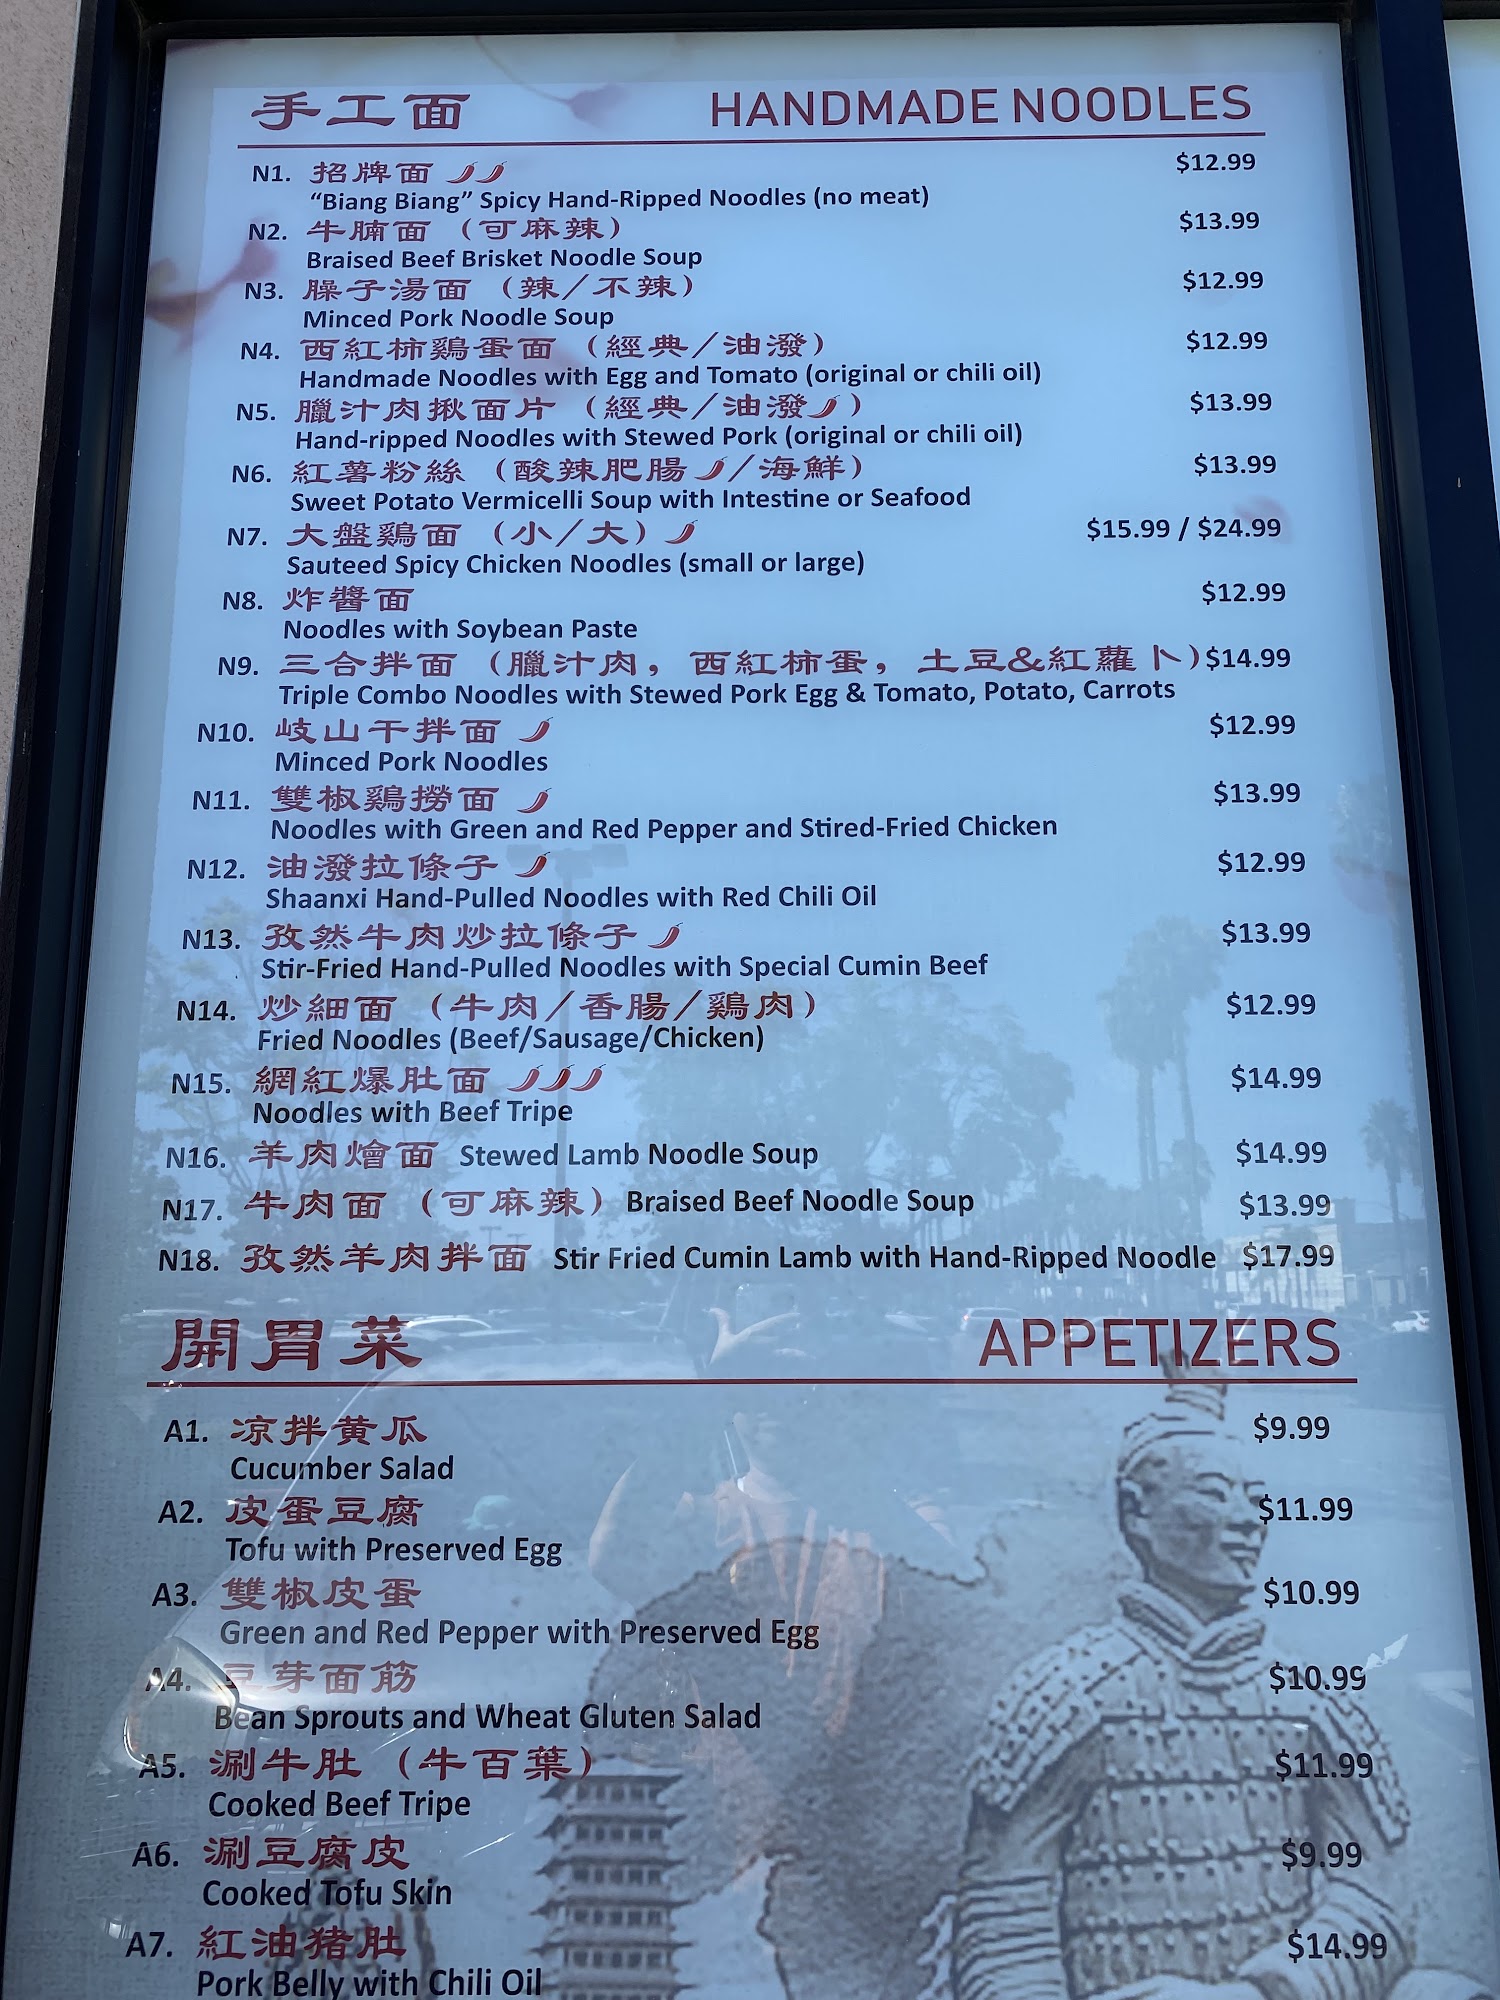 手工面 HANDMADE NOODLES
N1. 招牌面 $12.99
"Biang Biang" Spicy Hand-Ripped Noodles (no meat)
N2. 牛腩面 (可麻辣) $13.99
Braised Beef Brisket Noodle Soup
N3. 臊子湯面 (辣/不辣) $12.99
Minced Pork Noodle Soup
N4. 西紅柿鷄蛋面 (經典/油潑) $12.99
Handmade Noodles with Egg and Tomato (original or chili oil)
N5. 臘汁肉揪面片 (經典/油潑) $13.99
Hand-ripped Noodles with Stewed Pork (original or chili oil)
N6. 紅薯粉絲 (酸辣肥腸/海鮮) $13.99
Sweet Potato Vermicelli Soup with Intestine or Seafood
N7. 大盤鷄面 (小/大) $15.99 / $24.99
Sauteed Spicy Chicken Noodles (small or large)
N8. 炸醬面 $12.99
Noodles with Soybean Paste
N9. 三合拌面 (臘汁肉, 西紅柿蛋, 土豆&紅蘿卜) $14.99
Triple Combo Noodles with Stewed Pork Egg & Tomato, Potato, Carrots
N10. 岐山干拌面 $12.99
Minced Pork Noodles
N11. 雙椒鷄撈面 $13.99
Noodles with Green and Red Pepper and Stired-Fried Chicken
N12. 油潑拉條子 $12.99
Shaanxi Hand-Pulled Noodles with Red Chili Oil
N13. 孜然牛肉炒拉條子 $13.99
Stir-Fried Hand-Pulled Noodles with Special Cumin Beef
N14. 炒細面 (牛肉/香腸/鷄肉) $12.99
Fried Noodles (Beef/Sausage/Chicken)
N15. 網紅爆肚面 $14.99
Noodles with Beef Tripe
N16. 羊肉燴面 Stewed Lamb Noodle Soup $14.99
N17. 牛肉面 (可麻辣) Braised Beef Noodle Soup $13.99
N18. 孜然羊肉拌面 Stir Fried Cumin Lamb with Hand-Ripped Noodle $17.99
開胃菜 APPETIZERS
A1. 凉拌黄瓜 $9.99
Cucumber Salad
A2. 皮蛋豆腐 $11.99
Tofu with Preserved Egg
A3. 雙椒皮蛋 $10.99
Green and Red Pepper with Preserved Egg
A4. 豆芽面筋 $10.99
Bean Sprouts and Wheat Gluten Salad
A5. 涮牛肚 (牛百葉) $11.99
Cooked Beef Tripe
A6. 涮豆腐皮 $9.99
Cooked Tofu Skin
A7. 紅油猪肚 $14.99
Pork Belly with Chili Oil